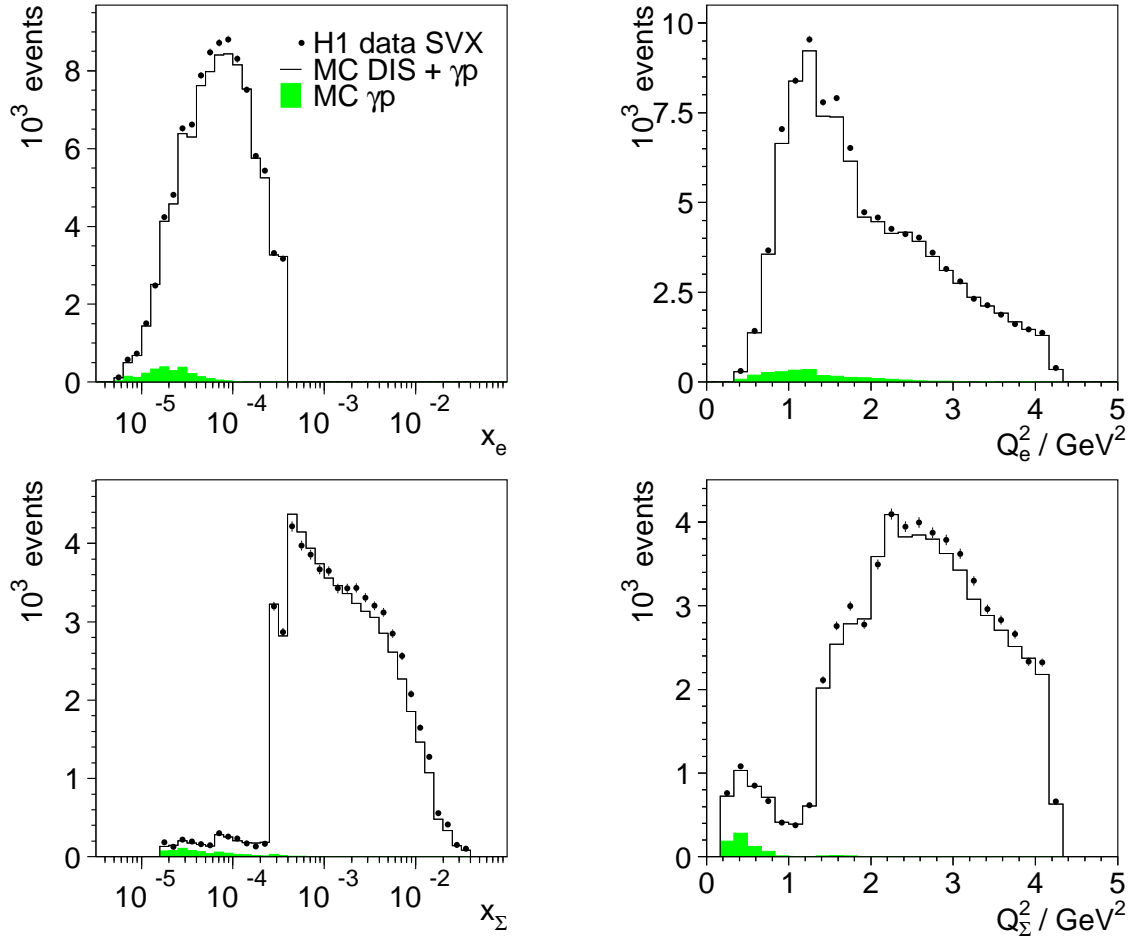 10³ events
8
6
4
2
0
H1 data SVX
MC DIS + γp
MC γp
10⁻⁵ 10⁻⁴ 10⁻³ 10⁻²
xₑ
10³ events
10
7.5
5
2.5
0
0 1 2 3 4 5
Qₑ² / GeV²
10³ events
4
3
2
1
0
10⁻⁵ 10⁻⁴ 10⁻³ 10⁻²
x_Σ
10³ events
4
3
2
1
0
0 1 2 3 4 5
Q_Σ² / GeV²